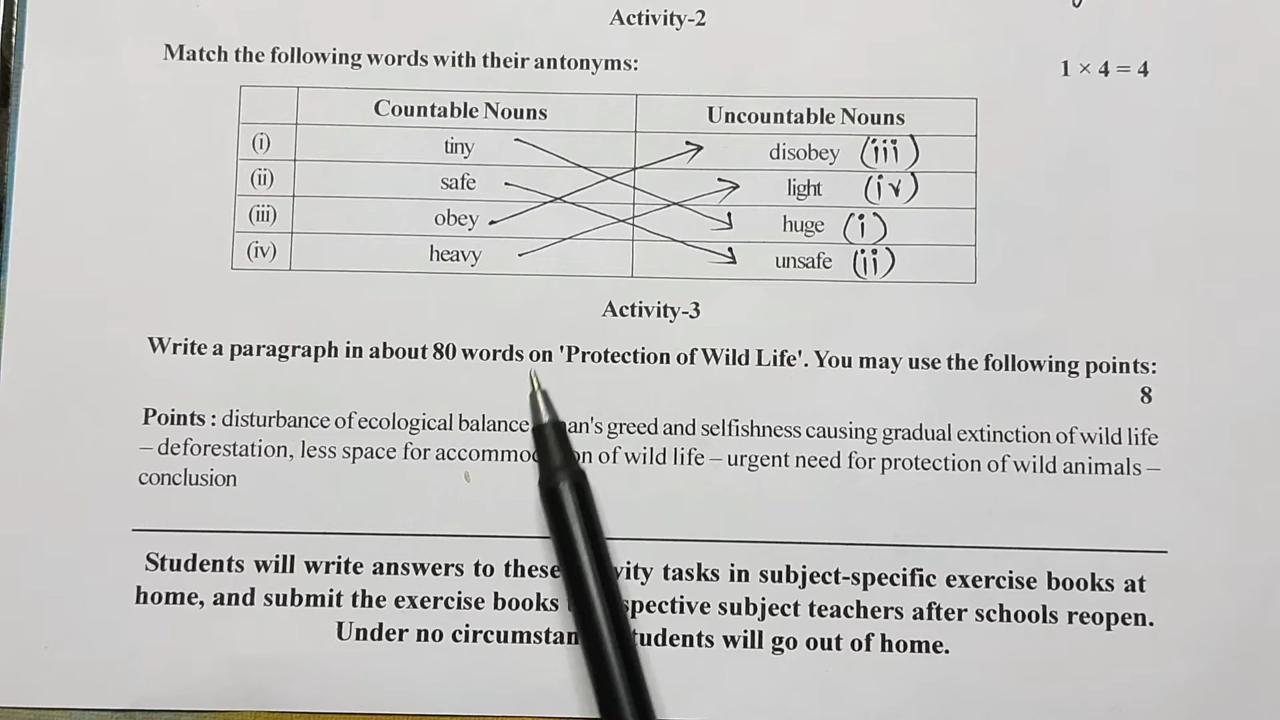 Activity-2
Match the following words with their antonyms:
1 × 4 = 4
Countable Nouns Uncountable Nouns
(i) tiny disobey (iii)
(ii) safe light (iv)
(iii) obey huge (i)
(iv) heavy unsafe (ii)
Activity-3
Write a paragraph in about 80 words on 'Protection of Wild Life'. You may use the following points:
8
Points : disturbance of ecological balance greed and selfishness causing gradual extinction of wild life
– deforestation, less space for of wild life – urgent need for protection of wild animals –
conclusion
Students will write answers to these tasks in subject-specific exercise books at
home, and submit the exercise books subject teachers after schools reopen.
Under no will go out of home.